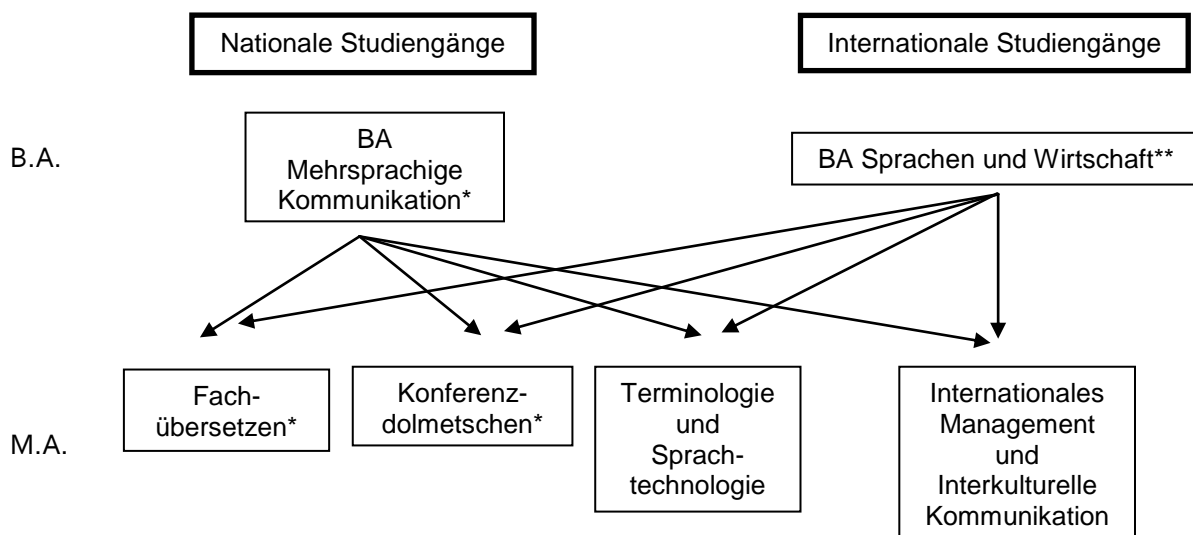 Nationale Studiengänge
Internationale Studiengänge
B.A.
BA
Mehrsprachige
Kommunikation*
BA Sprachen und Wirtschaft**
M.A.
Fach-
übersetzen*
Konferenz-
dolmetschen*
Terminologie
und
Sprach-
technologie
Internationales
Management
und
Interkulturelle
Kommunikation